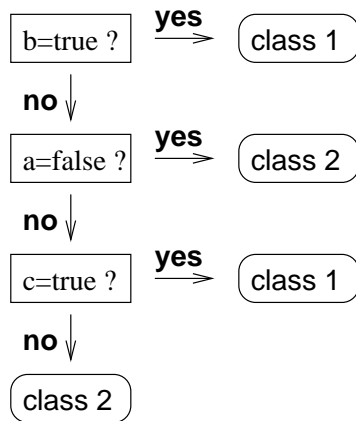 b=true ?
yes
class 1
no
a=false ?
yes
class 2
no
c=true ?
yes
class 1
no
class 2